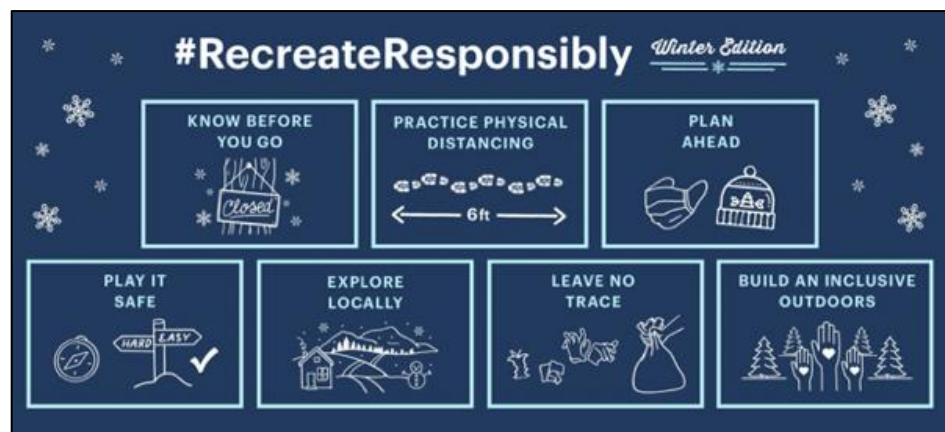 #RecreateResponsibly Winter Edition
KNOW BEFORE
YOU GO
Closed
PRACTICE PHYSICAL
DISTANCING
6ft
PLAN
AHEAD
PLAY IT
SAFE
HARD EASY
EXPLORE
LOCALLY
LEAVE NO
TRACE
BUILD AN INCLUSIVE
OUTDOORS